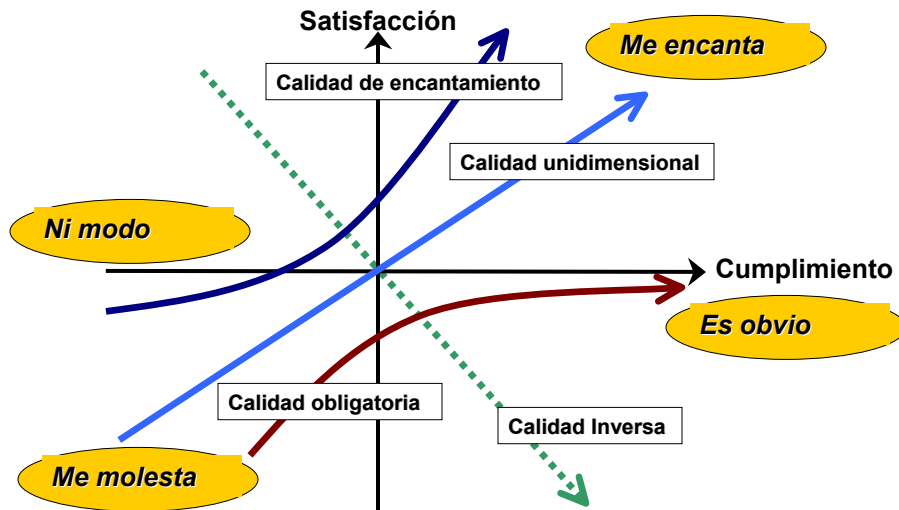 Satisfacción
Me encanta
Calidad de encantamiento
Calidad unidimensional
Ni modo
Cumplimiento
Es obvio
Calidad obligatoria
Calidad Inversa
Me molesta